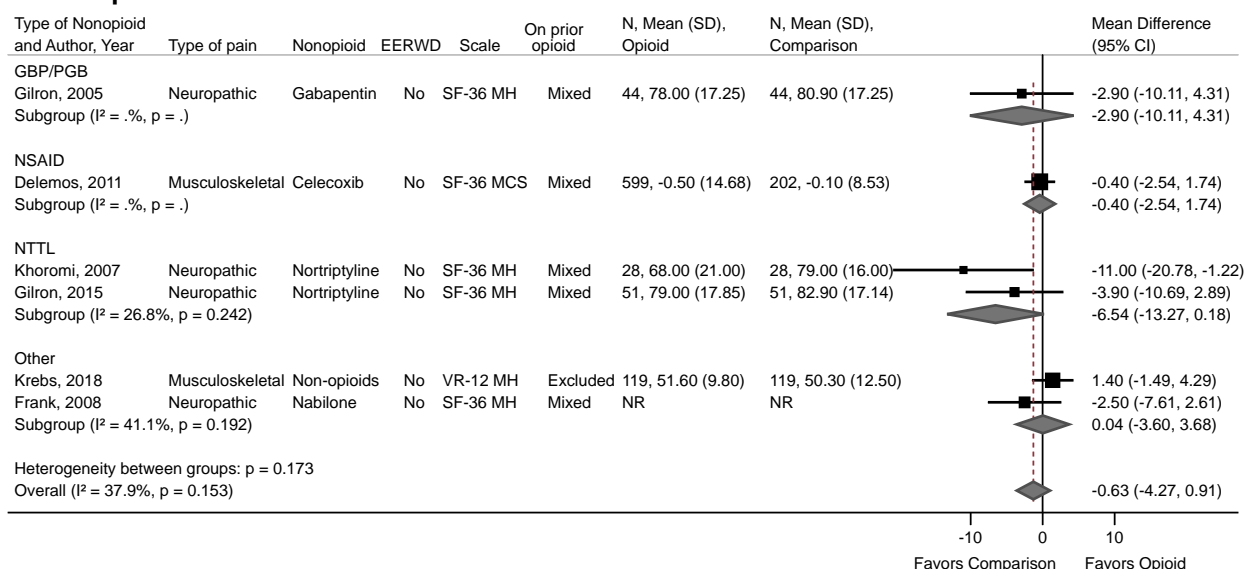 Type of Nonopioid and Author, Year Type of pain Nonopioid EERWD Scale On prior opioid N, Mean (SD), Opioid N, Mean (SD), Comparison Mean Difference (95% CI)
GBP/PGB
Gilron, 2005 Neuropathic Gabapentin No SF-36 MH Mixed 44, 78.00 (17.25) 44, 80.90 (17.25) -2.90 (-10.11, 4.31)
Subgroup (I² = .%, p = .) -2.90 (-10.11, 4.31)
NSAID
Delemos, 2011 Musculoskeletal Celecoxib No SF-36 MCS Mixed 599, -0.50 (14.68) 202, -0.10 (8.53) -0.40 (-2.54, 1.74)
Subgroup (I² = .%, p = .) -0.40 (-2.54, 1.74)
NTTL
Khoromi, 2007 Neuropathic Nortriptyline No SF-36 MH Mixed 28, 68.00 (21.00) 28, 79.00 (16.00) -11.00 (-20.78, -1.22)
Gilron, 2015 Neuropathic Nortriptyline No SF-36 MH Mixed 51, 79.00 (17.85) 51, 82.90 (17.14) -3.90 (-10.69, 2.89)
Subgroup (I² = 26.8%, p = 0.242) -6.54 (-13.27, 0.18)
Other
Krebs, 2018 Musculoskeletal Non-opioids No VR-12 MH Excluded 119, 51.60 (9.80) 119, 50.30 (12.50) 1.40 (-1.49, 4.29)
Frank, 2008 Neuropathic Nabilone No SF-36 MH Mixed NR NR -2.50 (-7.61, 2.61)
Subgroup (I² = 41.1%, p = 0.192) 0.04 (-3.60, 3.68)
Heterogeneity between groups: p = 0.173
Overall (I² = 37.9%, p = 0.153) -0.63 (-4.27, 0.91)
-10 0 10
Favors Comparison Favors Opioid